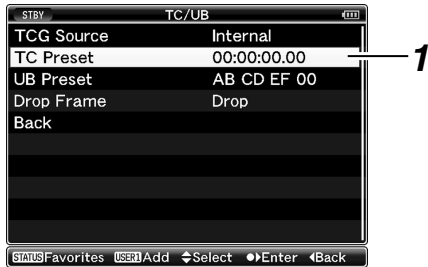 STBY TC/UB
TCG Source Internal
TC Preset 00:00:00.00 1
UB Preset AB CD EF 00
Drop Frame Drop
Back
STATUS Favorites USER1 Add Select Enter Back